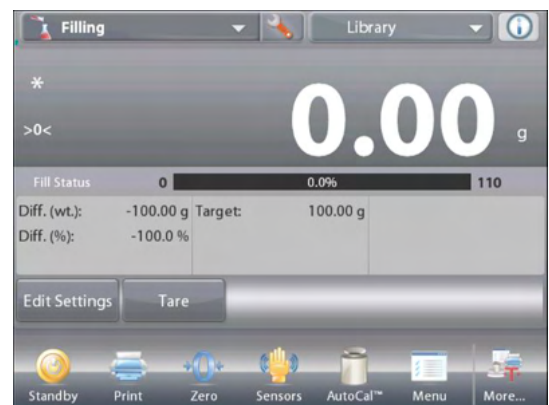 Filling Library
*
>0<
0.00 g
Fill Status 0 0.0% 110
Diff. (wt.): -100.00 g Target: 100.00 g
Diff. (%): -100.0 %
Edit Settings Tare
Standby Print Zero Sensors AutoCal™ Menu More...